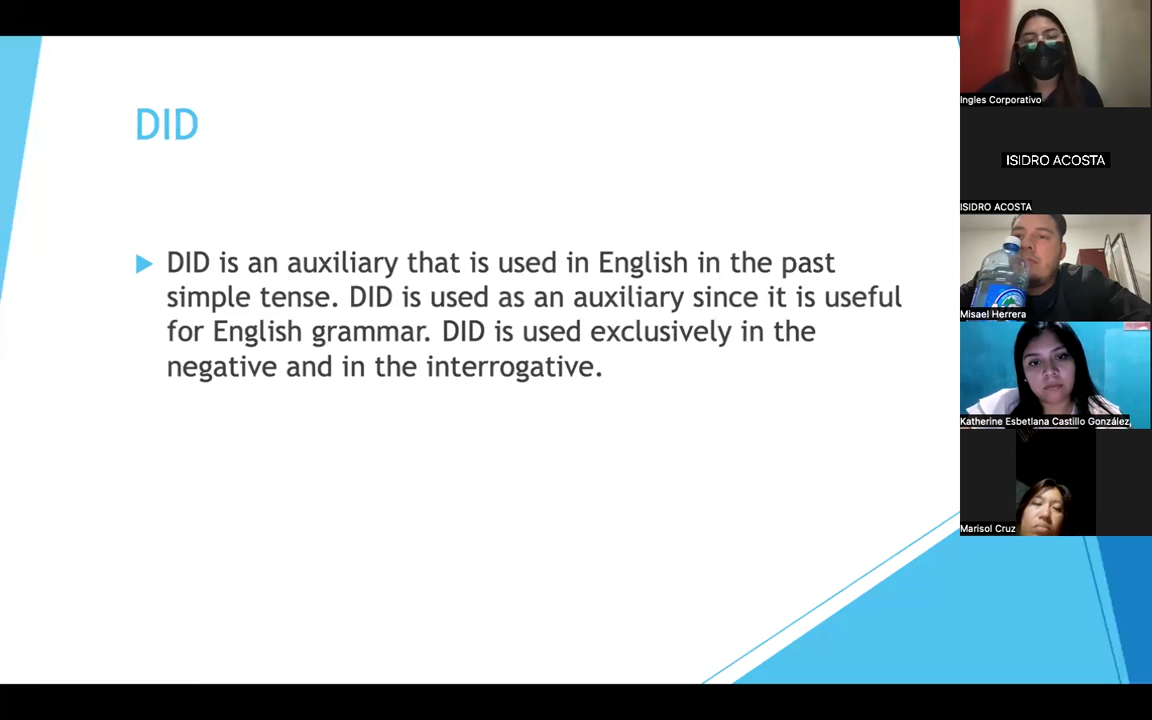 DID
DID is an auxiliary that is used in English in the past
simple tense. DID is used as an auxiliary since it is useful
for English grammar. DID is used exclusively in the
negative and in the interrogative.
Ingles Corporativo
ISIDRO ACOSTA
ISIDRO ACOSTA
Misael Herrera
Katherine Esbetlana Castillo González,
Marisol Cruz